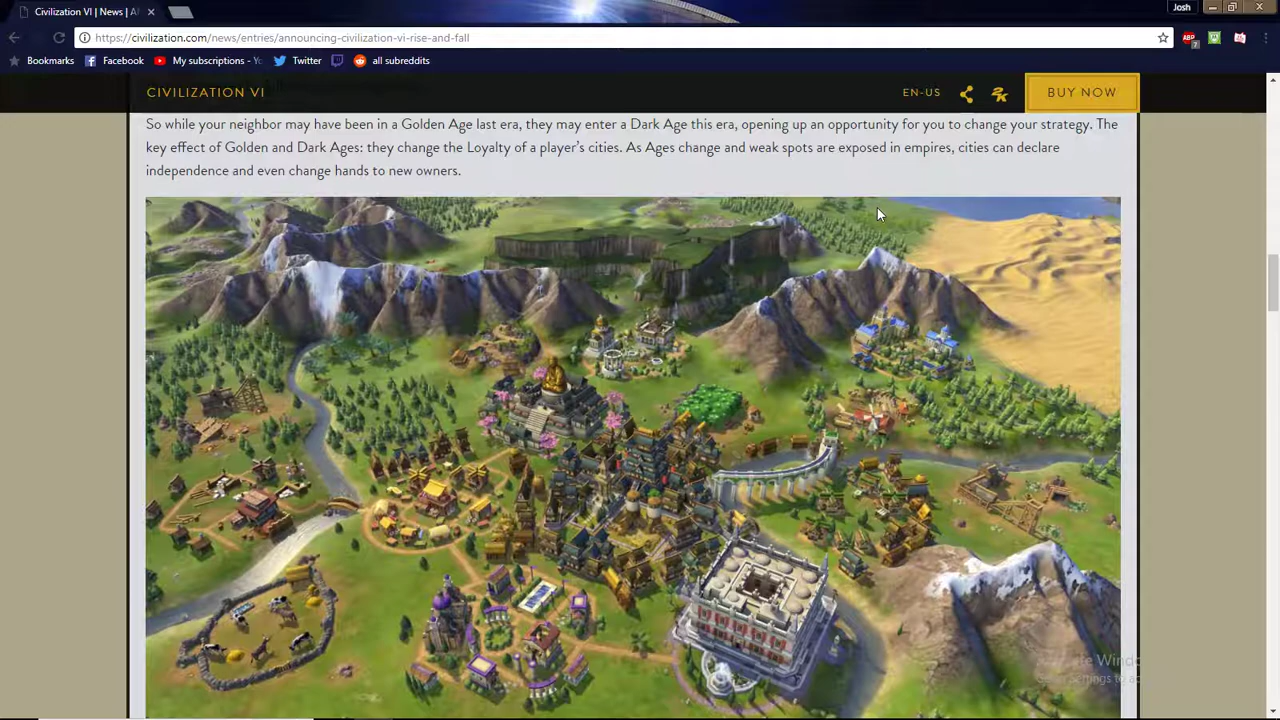 Civilization VI | News | A
Josh
https://civilization.com/news/entries/announcing-civilization-vi-rise-and-fall
ABP
7
Bookmarks Facebook My subscriptions - Yo Twitter all subreddits
CIVILIZATION VI EN-US 2K BUY NOW
So while your neighbor may have been in a Golden Age last era, they may enter a Dark Age this era, opening up an opportunity for you to change your strategy. The
key effect of Golden and Dark Ages: they change the Loyalty of a player's cities. As Ages change and weak spots are exposed in empires, cities can declare
independence and even change hands to new owners.